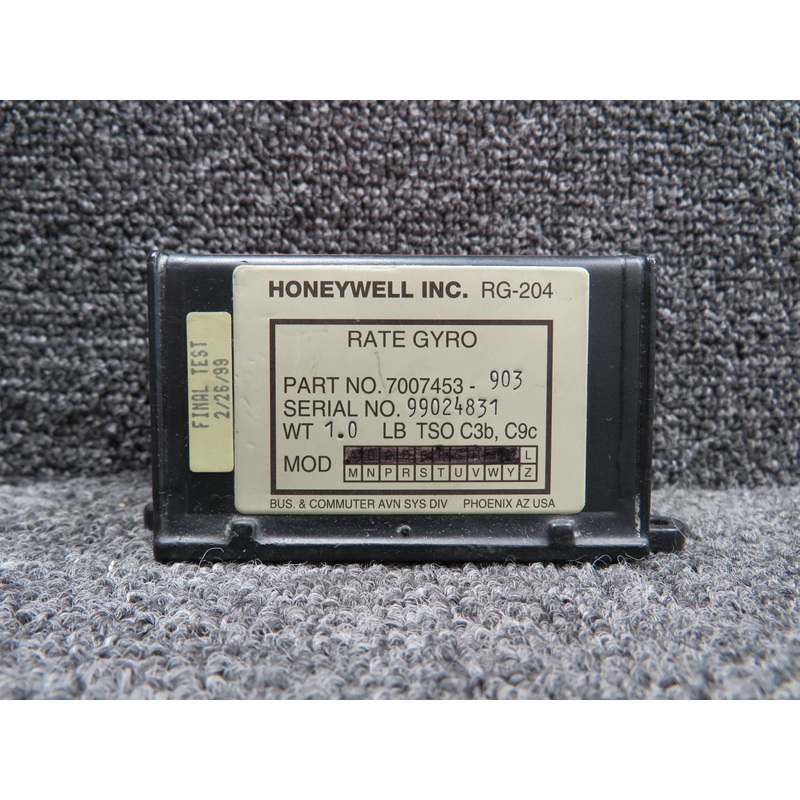 HONEYWELL INC. RG-204
RATE GYRO
PART NO. 7007453- 903
SERIAL NO. 99024831
WT 1.0 LB TSO C3b, C9c
MOD
L
M N P R S T U V W Y Z
BUS. & COMMUTER AVN SYS DIV PHOENIX AZ USA
FINAL TEST
2/26/99